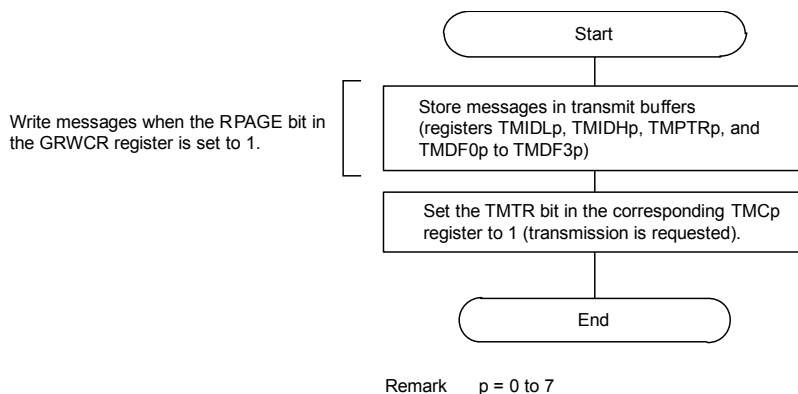 Start
Write messages when the RPAGE bit in
the GRWCR register is set to 1.
Store messages in transmit buffers
(registers TMIDLp, TMIDHp, TMPTRp, and
TMDF0p to TMDF3p)
Set the TMTR bit in the corresponding TMCp
register to 1 (transmission is requested).
End
Remark p = 0 to 7